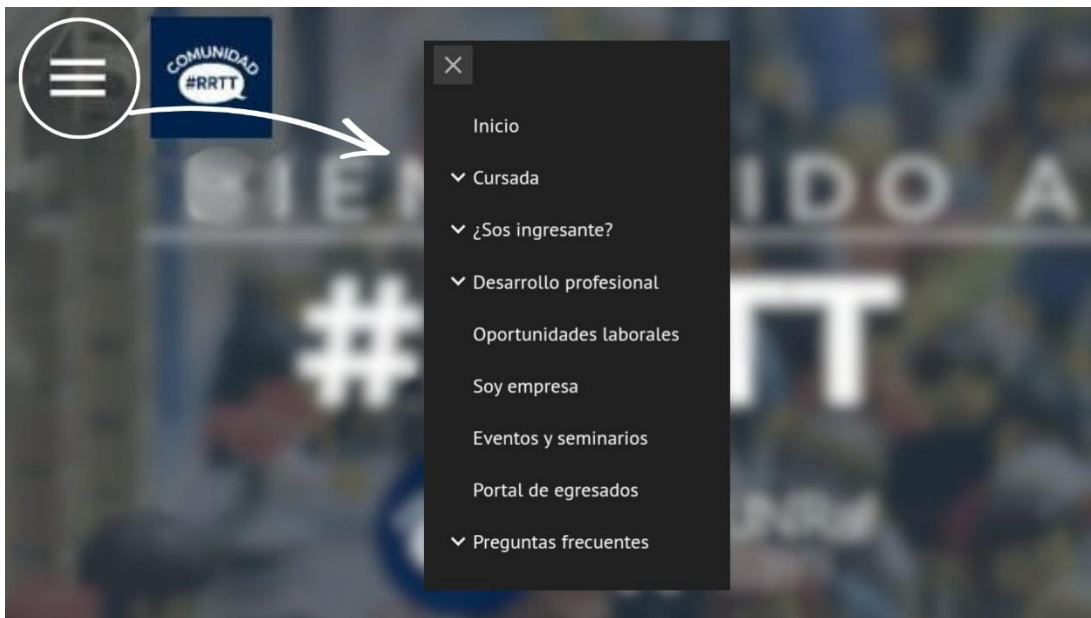 COMUNIDAD
#RRTT
Inicio
Cursada
¿Sos ingresante?
Desarrollo profesional
Oportunidades laborales
Soy empresa
Eventos y seminarios
Portal de egresados
Preguntas frecuentes